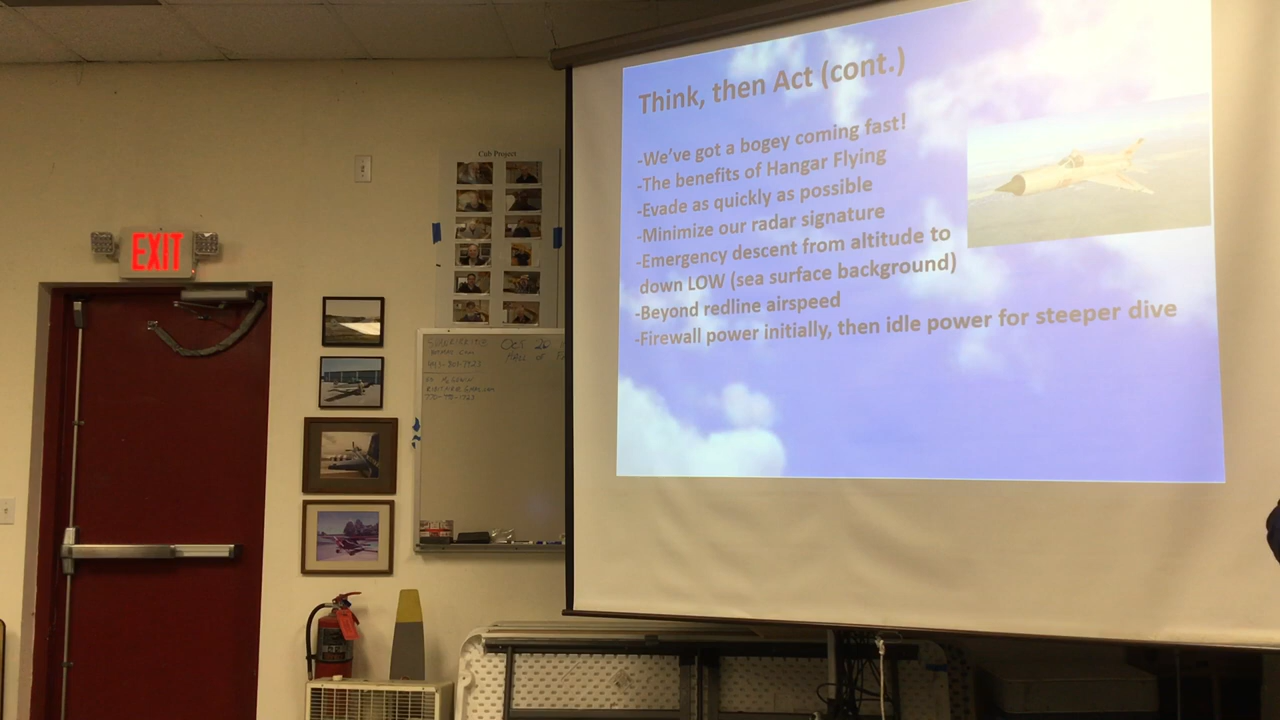 Think, then Act (cont.)
-We've got a bogey coming fast!
-The benefits of Hangar Flying
-Evade as quickly as possible
-Minimize our radar signature
-Emergency descent from altitude to
down LOW (sea surface background)
-Beyond redline airspeed
-Firewall power initially, then idle power for steeper dive
Cub Project
EXIT
Oct 20